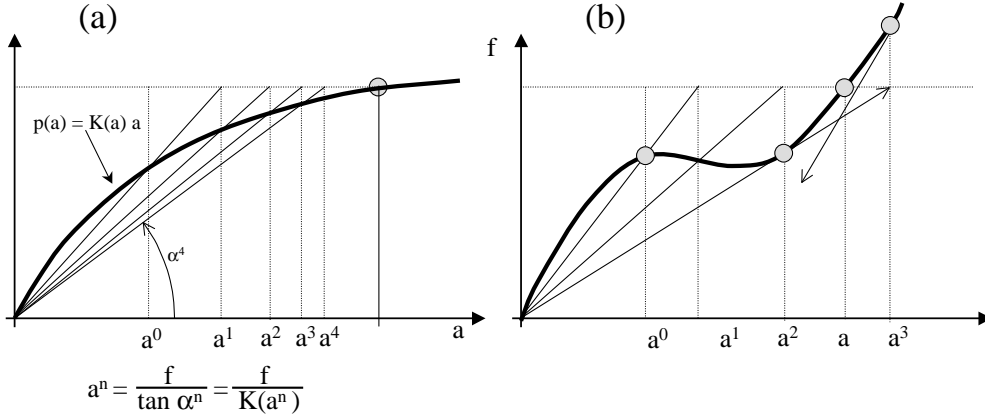 (a)
(b)
f
p(a) = K(a) a
α⁴
a⁰ a¹ a² a³ a⁴ a
a⁰ a¹ a² a a³
aⁿ = f / tan αⁿ = f / K(aⁿ)